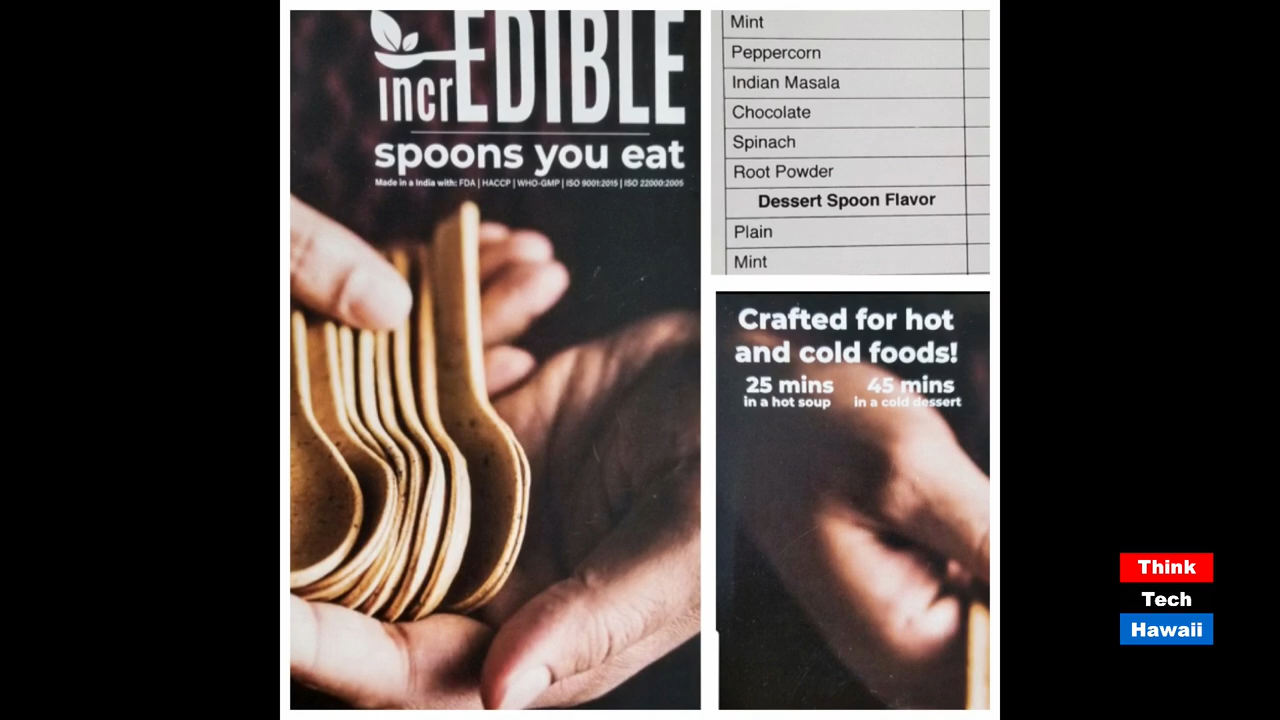 incrEDIBLE
spoons you eat
Made in a India with: FDA | HACCP | WHO-GMP | ISO 9001:2015 | ISO 22000:2005
Mint
Peppercorn
Indian Masala
Chocolate
Spinach
Root Powder
Dessert Spoon Flavor
Plain
Mint
Crafted for hot
and cold foods!
25 mins
in a hot soup
45 mins
in a cold dessert
Think
Tech
Hawaii